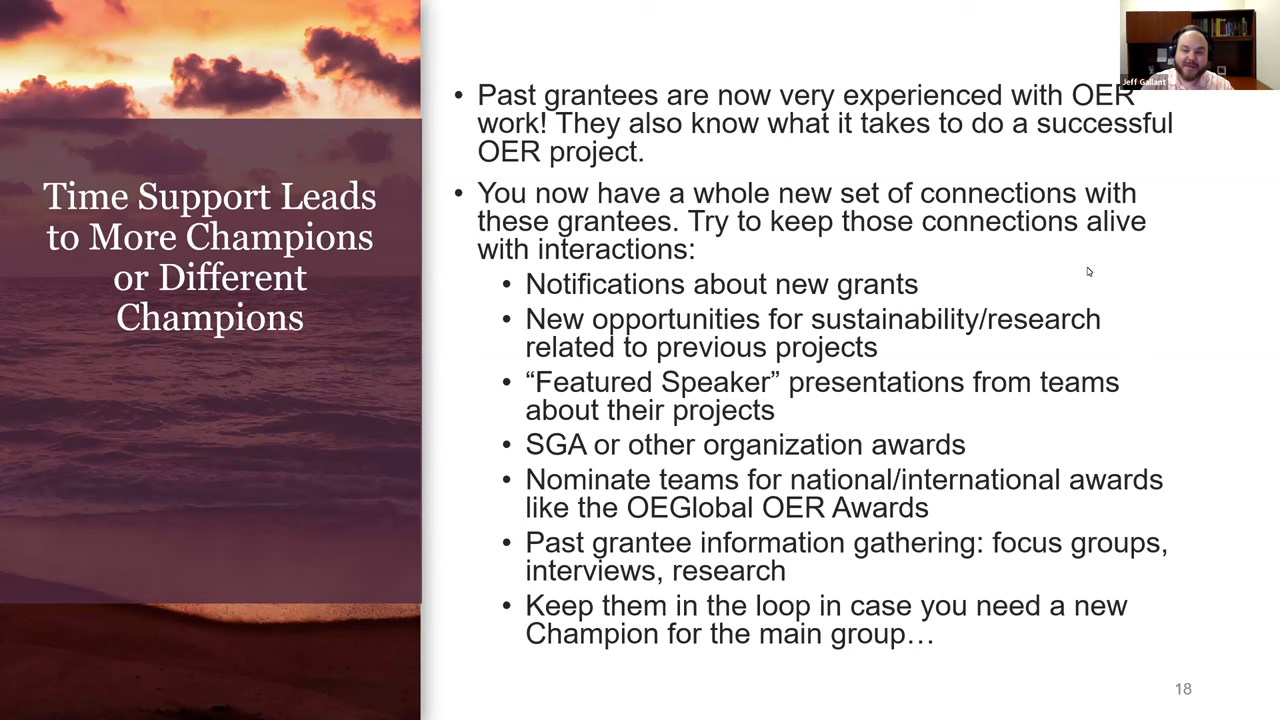 Time Support Leads
to More Champions
or Different
Champions
• Past grantees are now very experienced with OER
work! They also know what it takes to do a successful
OER project.
• You now have a whole new set of connections with
these grantees. Try to keep those connections alive
with interactions:
• Notifications about new grants
• New opportunities for sustainability/research
related to previous projects
• “Featured Speaker” presentations from teams
about their projects
• SGA or other organization awards
• Nominate teams for national/international awards
like the OEGlobal OER Awards
• Past grantee information gathering: focus groups,
interviews, research
• Keep them in the loop in case you need a new
Champion for the main group…
18
Jeff Gallant